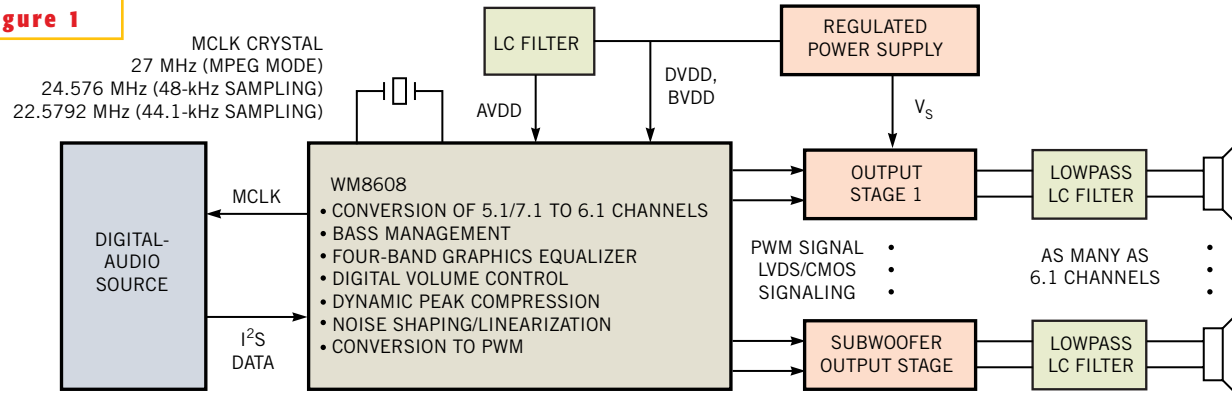 gure 1
MCLK CRYSTAL
27 MHz (MPEG MODE)
24.576 MHz (48-kHz SAMPLING)
22.5792 MHz (44.1-kHz SAMPLING)
LC FILTER
REGULATED
POWER SUPPLY
AVDD
DVDD,
BVDD
VS
DIGITAL-
AUDIO
SOURCE
MCLK
I2S
DATA
WM8608
• CONVERSION OF 5.1/7.1 TO 6.1 CHANNELS
• BASS MANAGEMENT
• FOUR-BAND GRAPHICS EQUALIZER
• DIGITAL VOLUME CONTROL
• DYNAMIC PEAK COMPRESSION
• NOISE SHAPING/LINEARIZATION
• CONVERSION TO PWM
OUTPUT
STAGE 1
LOWPASS
LC FILTER
PWM SIGNAL
LVDS/CMOS
SIGNALING
AS MANY AS
6.1 CHANNELS
SUBWOOFER
OUTPUT STAGE
LOWPASS
LC FILTER